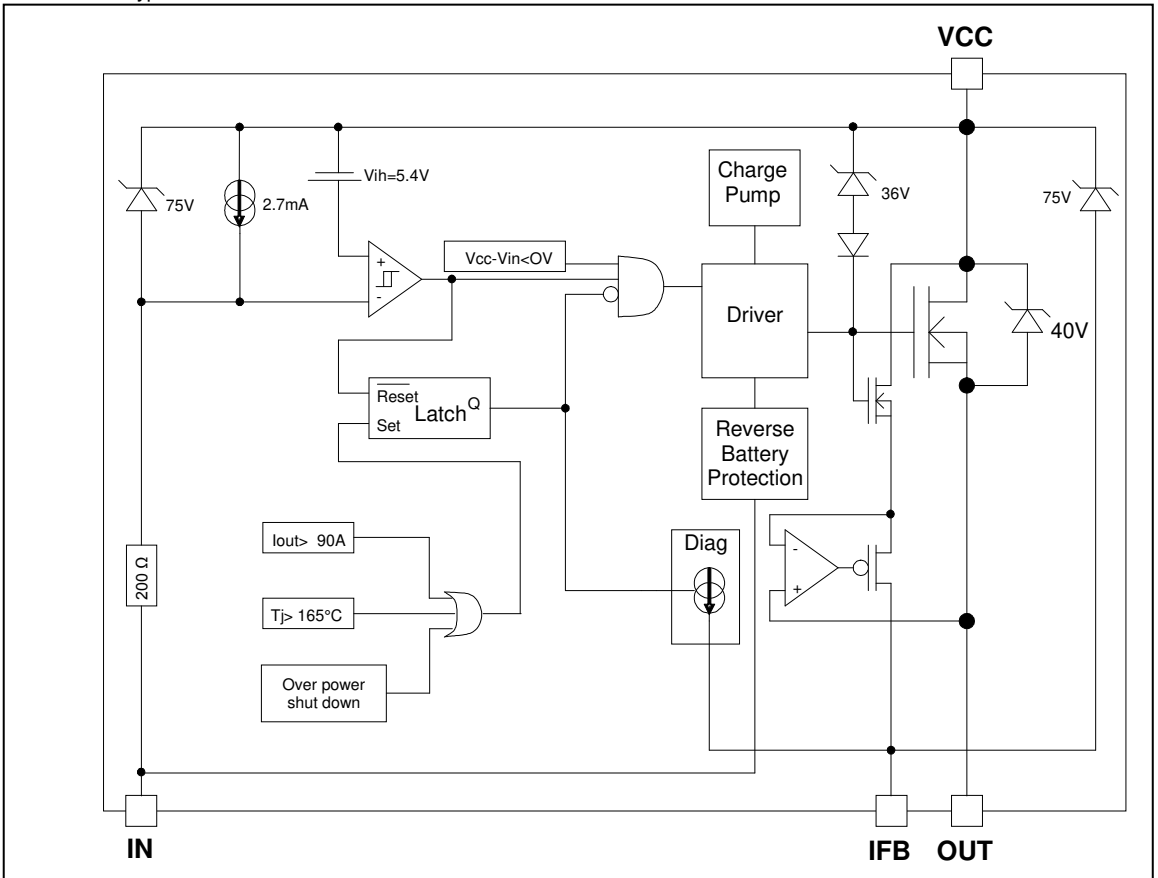 VCC
Vih=5.4V
75V
2.7mA
Charge
Pump
36V
75V
+
-
Vcc-Vin<OV
Driver
40V
Reset
Latch
Q
Set
Reverse
Battery
Protection
Iout> 90A
Diag
-
+
200 Ω
Tj> 165°C
Over power
shut down
IN
IFB
OUT